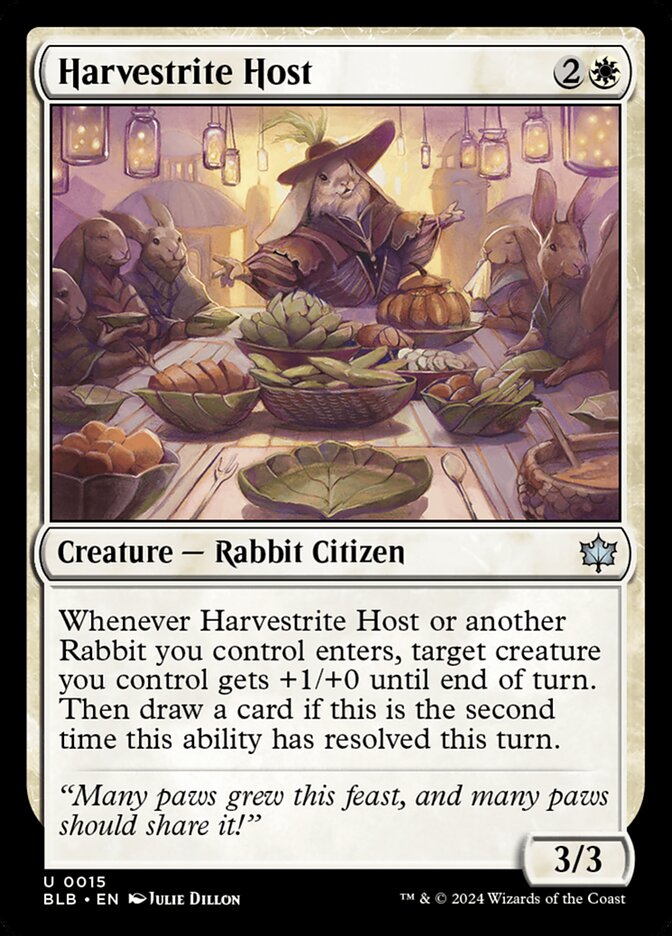 Harvestrite Host 2
Creature — Rabbit Citizen
Whenever Harvestrite Host or another
Rabbit you control enters, target creature
you control gets +1/+0 until end of turn.
Then draw a card if this is the second
time this ability has resolved this turn.
“Many paws grew this feast, and many paws
should share it!”
3/3
U 0015
BLB • EN Julie Dillon
™ & © 2024 Wizards of the Coast